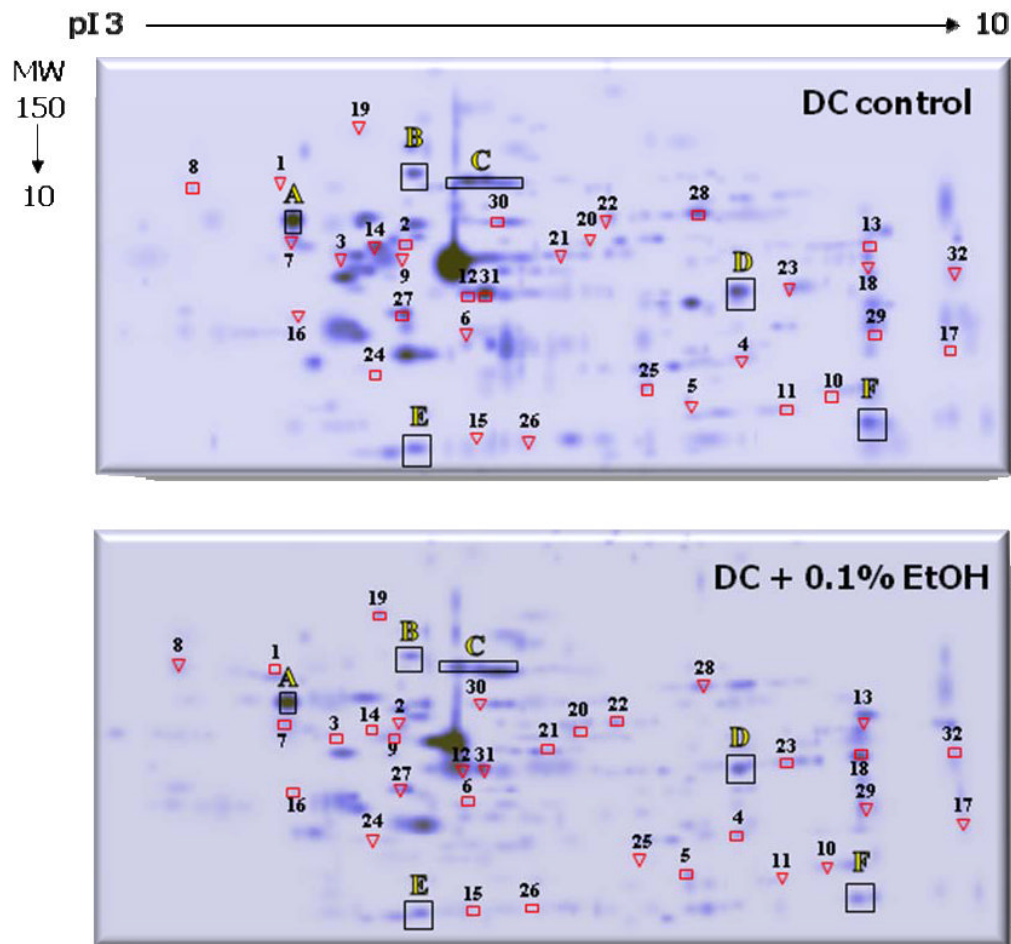 pI 3 10
MW
150
10
DC control
19
B
8 1 C
A
30 28
22
20
14 2 13
7 3 21
9 32
D 23
12 31 18
27
16 6 29
4 17
24
25 5 11 10 F
E 15 26
DC + 0.1% EtOH
19
B
8 1 C
A 28
30
13
2 22
14 20
7 3 9 21 D 23 32
12 31 18
27
16 6 29
17
24 4
25
5 11 10 F
E 15 26